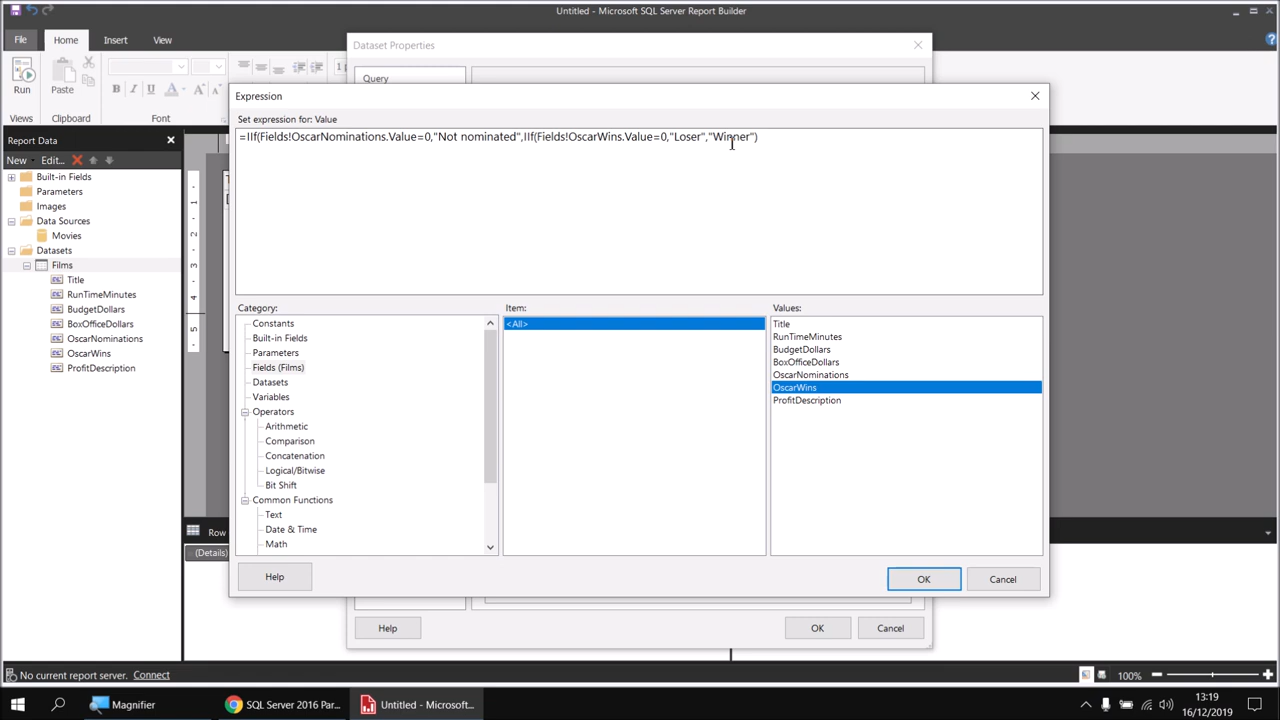 Untitled - Microsoft SQL Server Report Builder
File
Home
Insert
View
Run
Paste
Clipboard
Font
B I U A
1 p
Dataset Properties
Query
Expression
Set expression for: Value
=IIf(Fields!OscarNominations.Value=0,"Not nominated",IIf(Fields!OscarWins.Value=0,"Loser","Winner")
Report Data
New
Edit...
Built-in Fields
Parameters
Images
Data Sources
Movies
Datasets
Films
Title
RunTimeMinutes
BudgetDollars
BoxOfficeDollars
OscarNominations
OscarWins
ProfitDescription
1
2
3
4
5
Category:
Constants
Built-in Fields
Parameters
Fields (Films)
Datasets
Variables
Operators
Arithmetic
Comparison
Concatenation
Logical/Bitwise
Bit Shift
Common Functions
Text
Date & Time
Math
Item:
<All>
Values:
Title
RunTimeMinutes
BudgetDollars
BoxOfficeDollars
OscarNominations
OscarWins
ProfitDescription
Help
OK
Cancel
Row
(Details)
Help
OK
Cancel
No current report server. Connect
100%
Magnifier
SQL Server 2016 Par...
Untitled - Microsoft...
13:19
16/12/2019